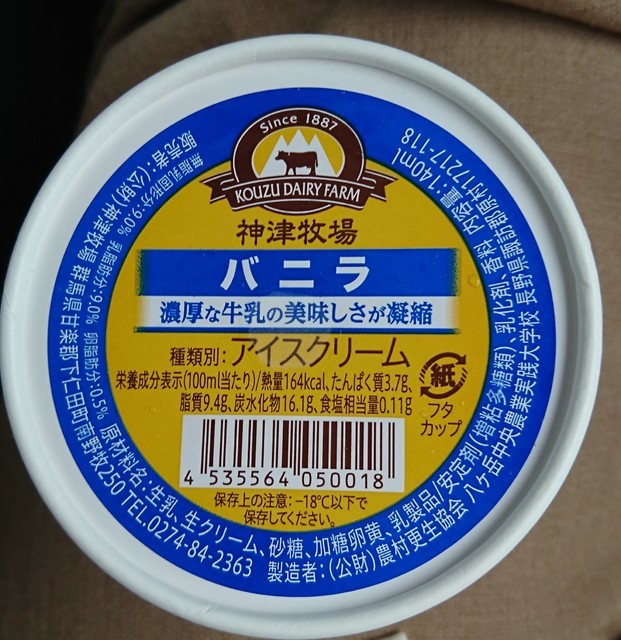 Since 1887
KOUZU DAIRY FARM
神津牧場
バニラ
濃厚な牛乳の美味しさが凝縮
種類別:アイスクリーム
栄養成分表示(100ml当たり)/熱量164kcal、たんぱく質3.7g、
脂質9.4g、炭水化物16.1g、食塩相当量0.11g
紙
フタ
カップ
4 535564 050018
保存上の注意:-18℃以下で
保存してください。
無脂乳固形分:9.0% 乳脂肪分:9.0% 卵脂肪分:0.5% 原材料名:生乳、生クリーム、砂糖、加糖卵黄、乳製品/安定剤(増粘多糖類)、乳化剤、香料 内容量:140ml
販売者:(公財)神津牧場 群馬県甘楽郡下仁田町南野牧250 TEL.0274-84-2363 製造者:(公財)農村更生協会 八ヶ岳中央農業実践大学校 長野県諏訪郡原村17217-118